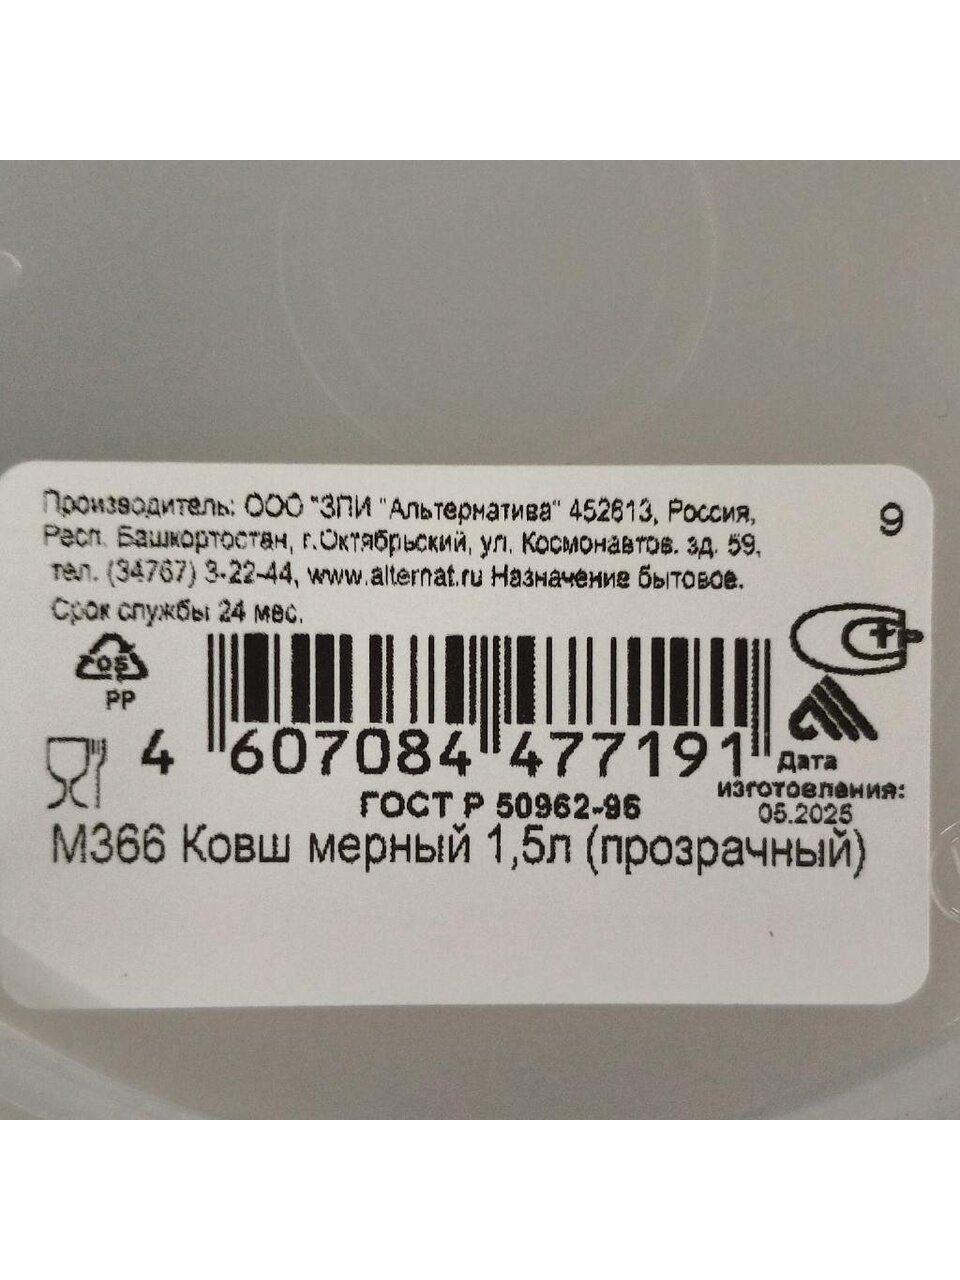 Производитель: ООО "ЗПИ "Альтернатива" 452613, Россия,
Респ. Башкортостан, г.Октябрьский, ул. Космонавтов. зд. 59,
тел. (34767) 3-22-44, www.alternat.ru Назначение бытовое.
Срок службы 24 мес.
9
05
PP
4 607084 477191
Дата
изготовления:
05.2025
ГОСТ Р 50962-96
М366 Ковш мерный 1,5л (прозрачный)